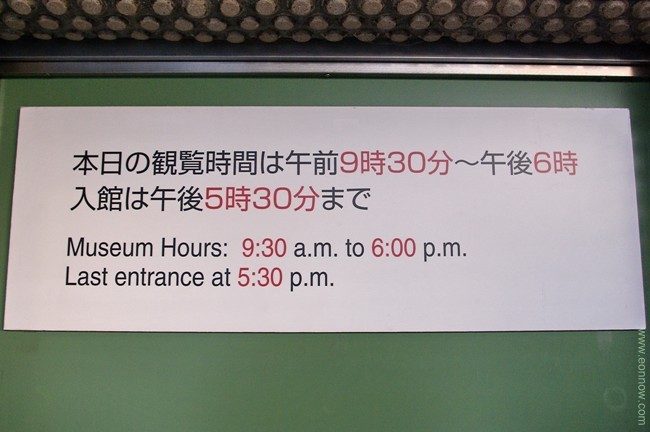 本日の観覧時間は午前9時30分～午後6時
入館は午後5時30分まで
Museum Hours: 9:30 a.m. to 6:00 p.m.
Last entrance at 5:30 p.m.
www.eonnow.com